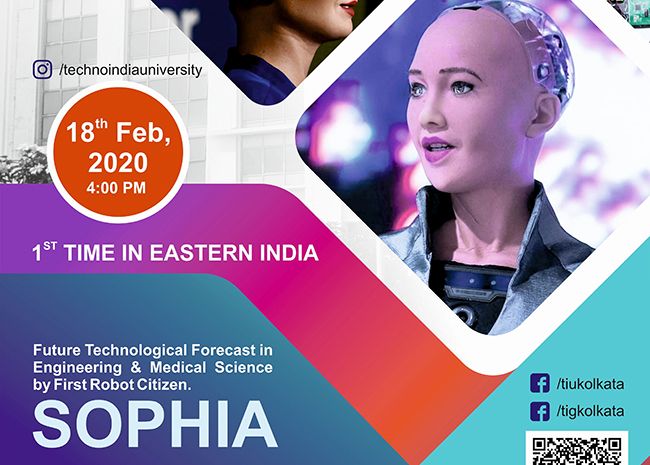 /technoindiauniversity
18th Feb,
2020
4:00 PM
1ST TIME IN EASTERN INDIA
Future Technological Forecast in
Engineering & Medical Science
by First Robot Citizen.
SOPHIA
/tiukolkata
/tigkolkata